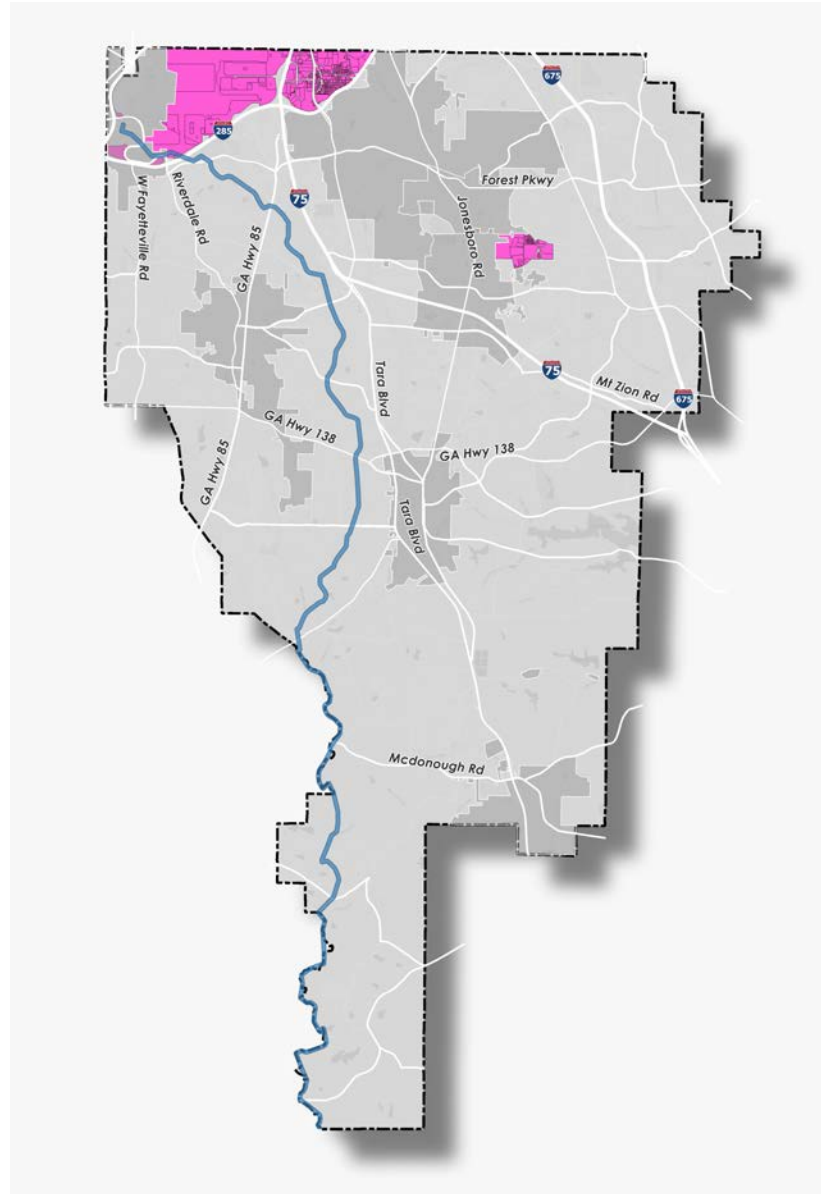 675
285
Forest Pkwy
75
W Fayetteville Rd
Riverdale Rd
GA Hwy 85
Jonesboro Rd
Tara Blvd
75
Mt Zion Rd
675
GA Hwy 138
GA Hwy 138
GA Hwy 85
Tara Blvd
Mcdonough Rd